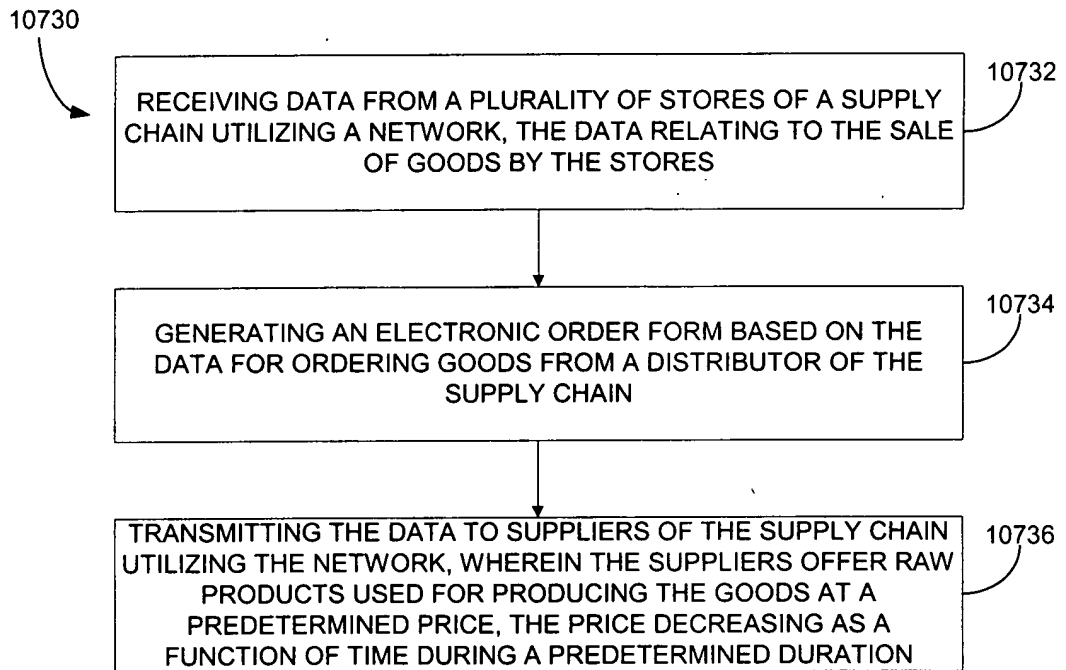 10730
10732
RECEIVING DATA FROM A PLURALITY OF STORES OF A SUPPLY
CHAIN UTILIZING A NETWORK, THE DATA RELATING TO THE SALE
OF GOODS BY THE STORES
10734
GENERATING AN ELECTRONIC ORDER FORM BASED ON THE
DATA FOR ORDERING GOODS FROM A DISTRIBUTOR OF THE
SUPPLY CHAIN
10736
TRANSMITTING THE DATA TO SUPPLIERS OF THE SUPPLY CHAIN
UTILIZING THE NETWORK, WHEREIN THE SUPPLIERS OFFER RAW
PRODUCTS USED FOR PRODUCING THE GOODS AT A
PREDETERMINED PRICE, THE PRICE DECREASING AS A
FUNCTION OF TIME DURING A PREDETERMINED DURATION